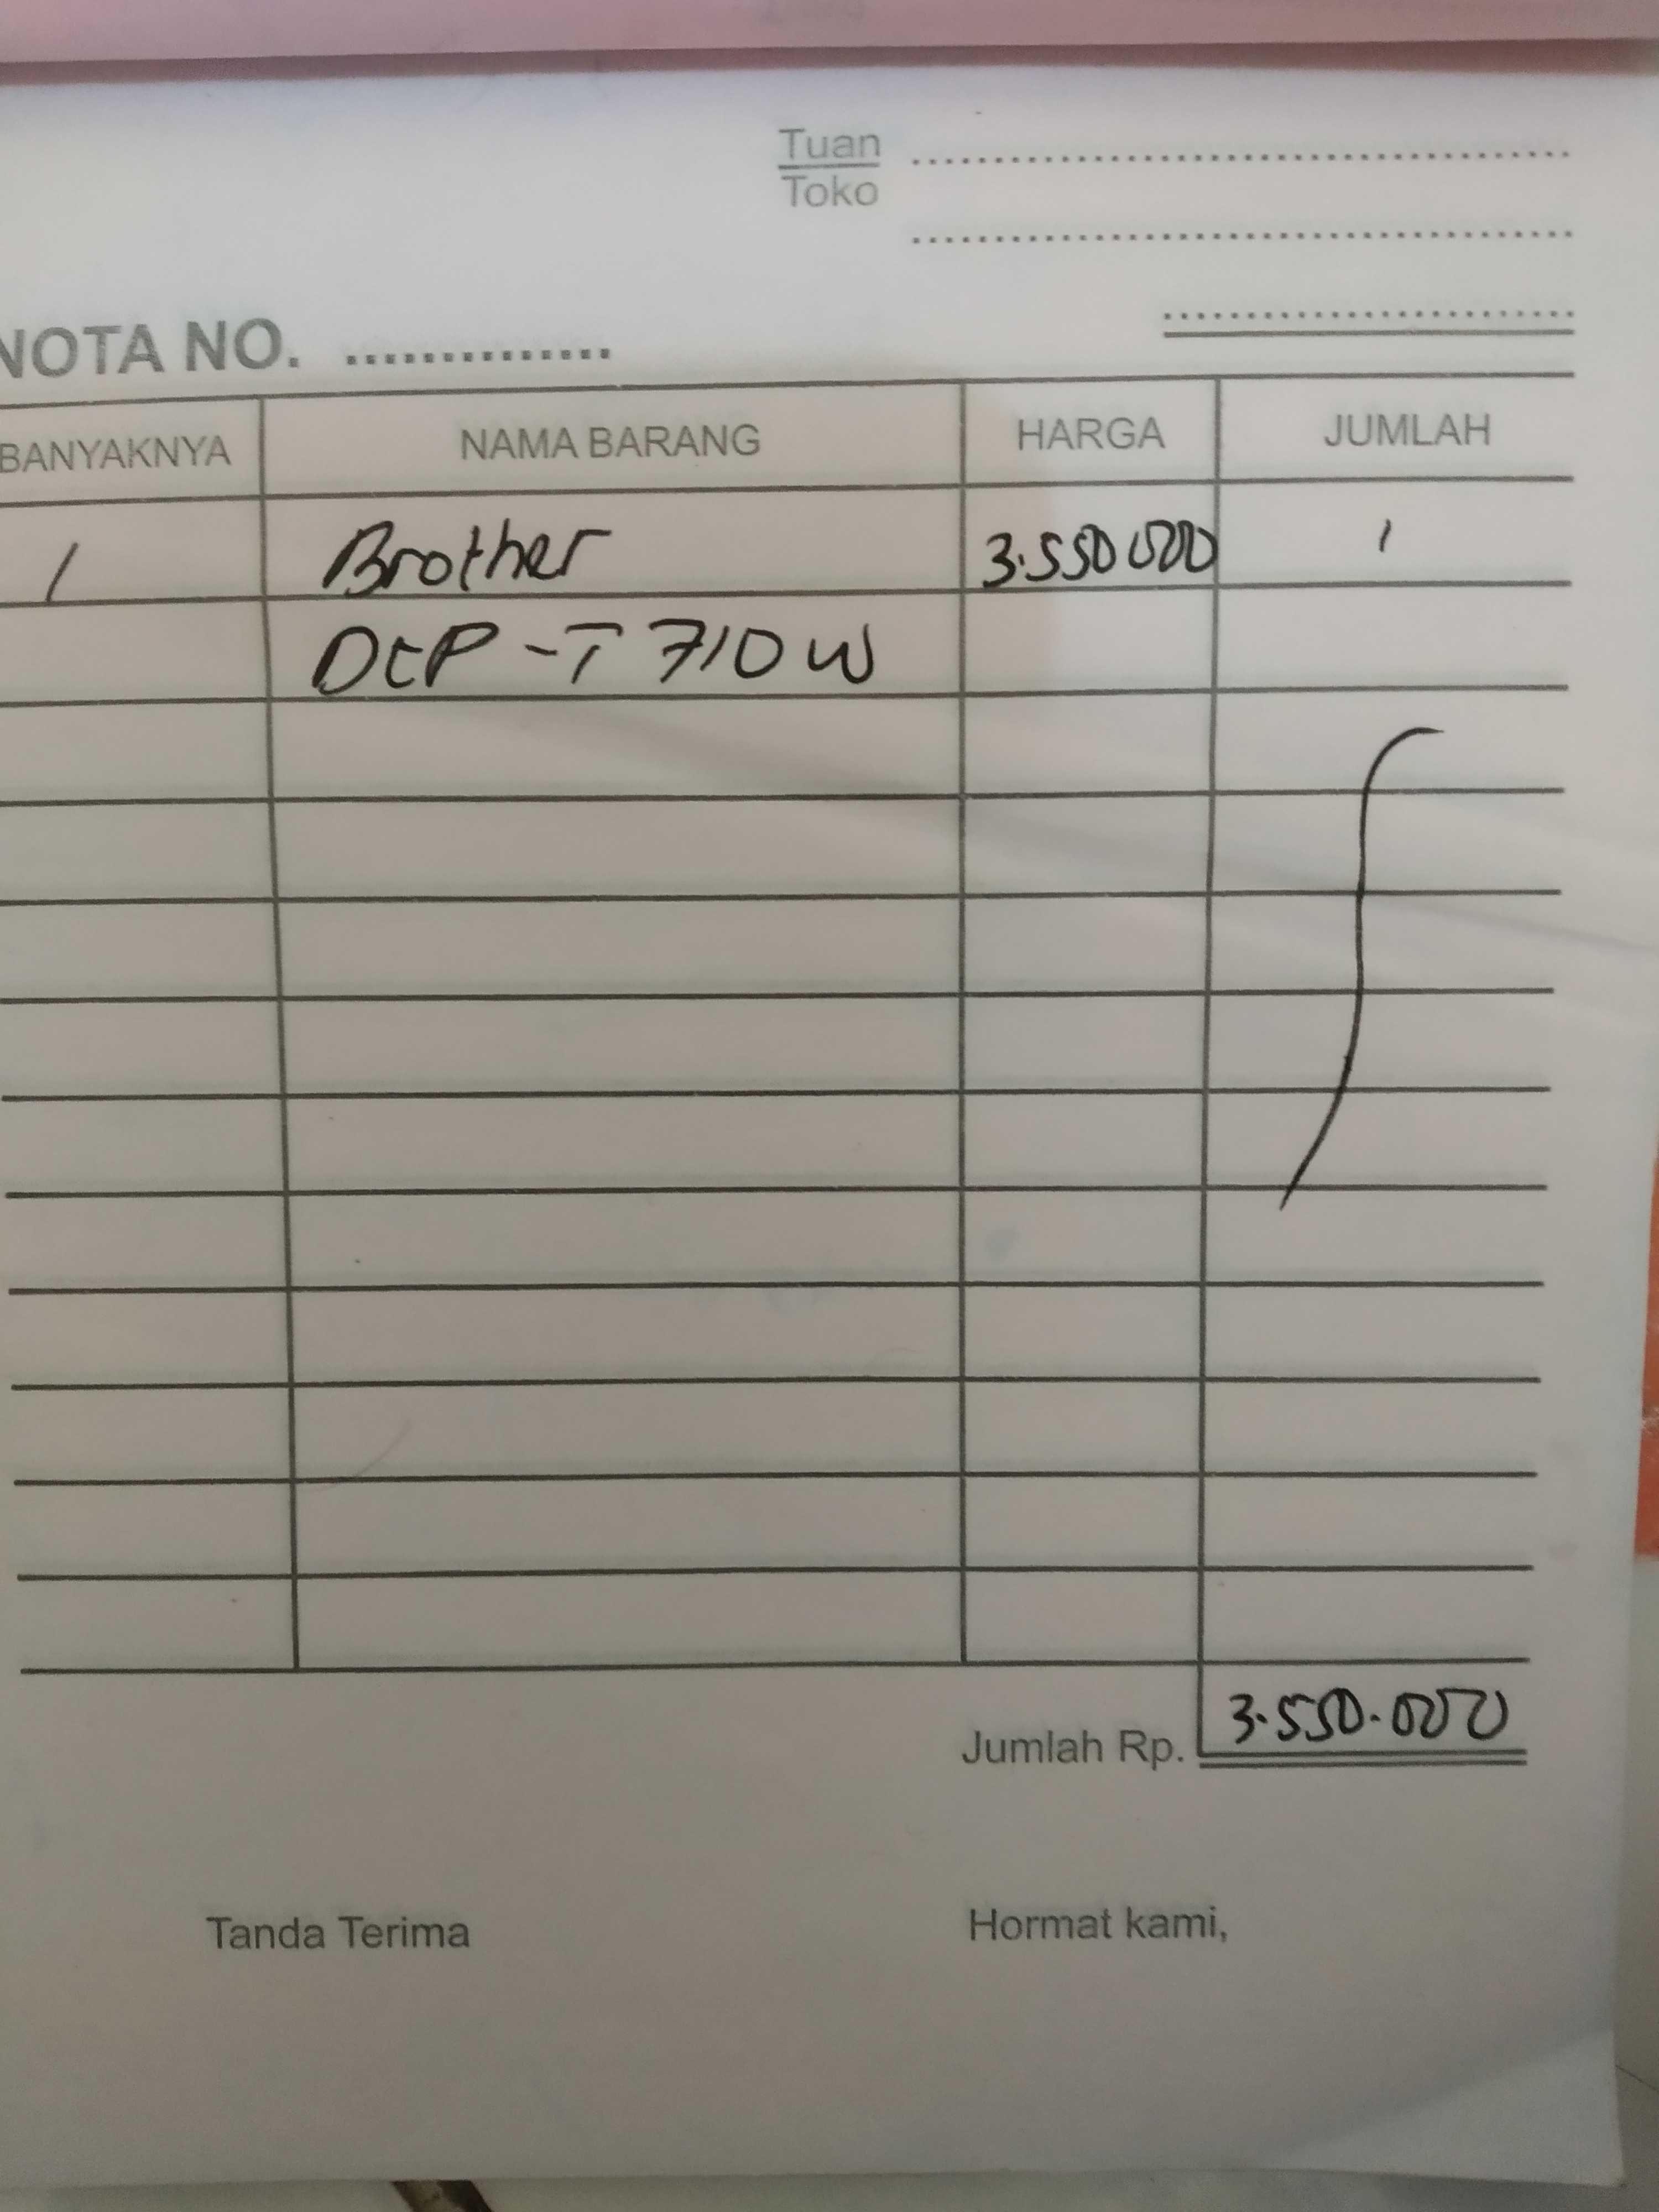 Tuan
Toko
NOTA NO.
BANYAKNYA NAMA BARANG HARGA JUMLAH
1 Brother 3.550 000 1
DCP - T 710 W
Jumlah Rp. 3.550.000
Tanda Terima Hormat kami,